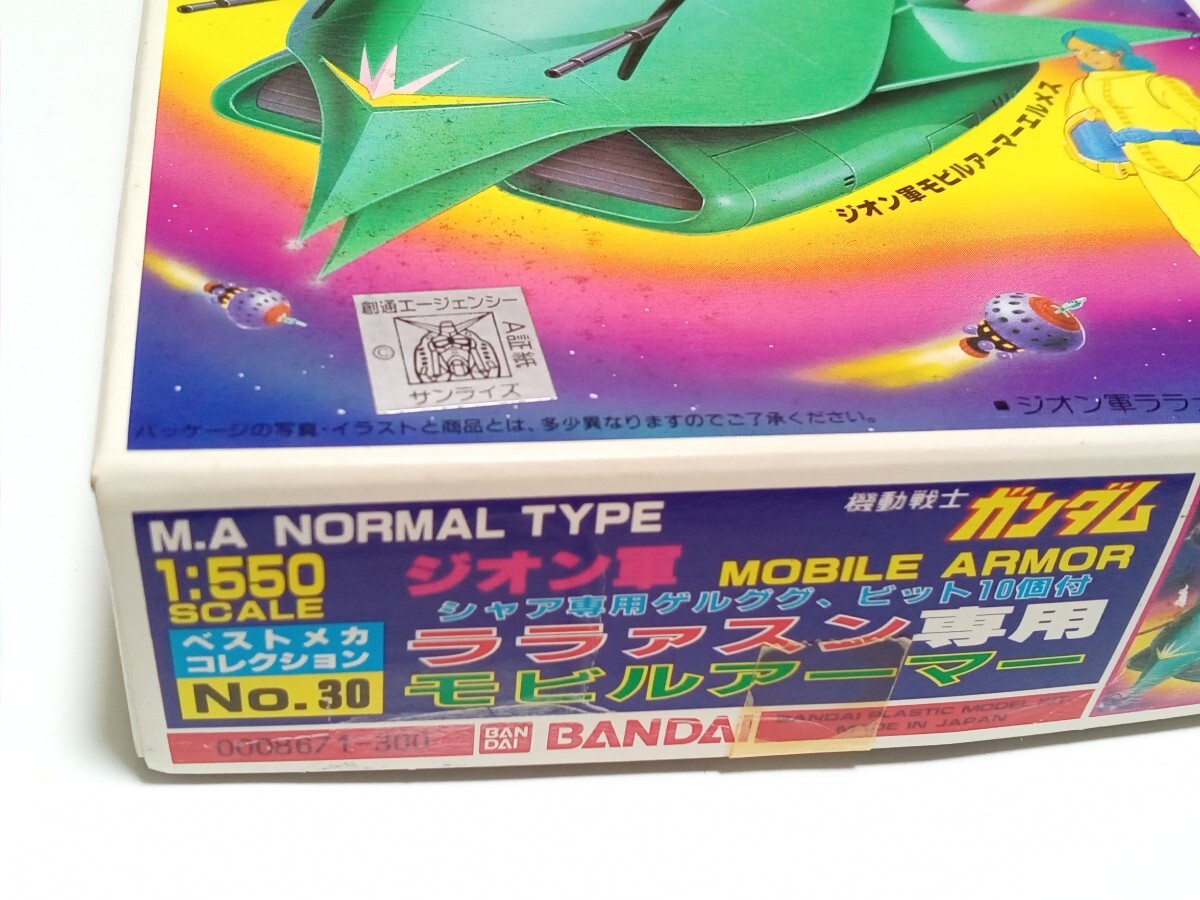 ジオン軍モビルアーマーエルメス
創通エージェンシー
A証紙
©
サンライズ
■ジオン軍ララ
パッケージの写真・イラストと商品とは、多少異なりますのでご了承ください。
M.A NORMAL TYPE
機動戦士ガンダム
1:550
SCALE
ジオン軍 MOBILE ARMOR
シャア専用ゲルググ、ビット10個付
ベストメカ
コレクション
No.30
ララァスン専用
モビルアーマー
0008671-300
BAN
DAI
BANDAI
BANDAI PLASTIC MODEL KIT
MADE IN JAPAN